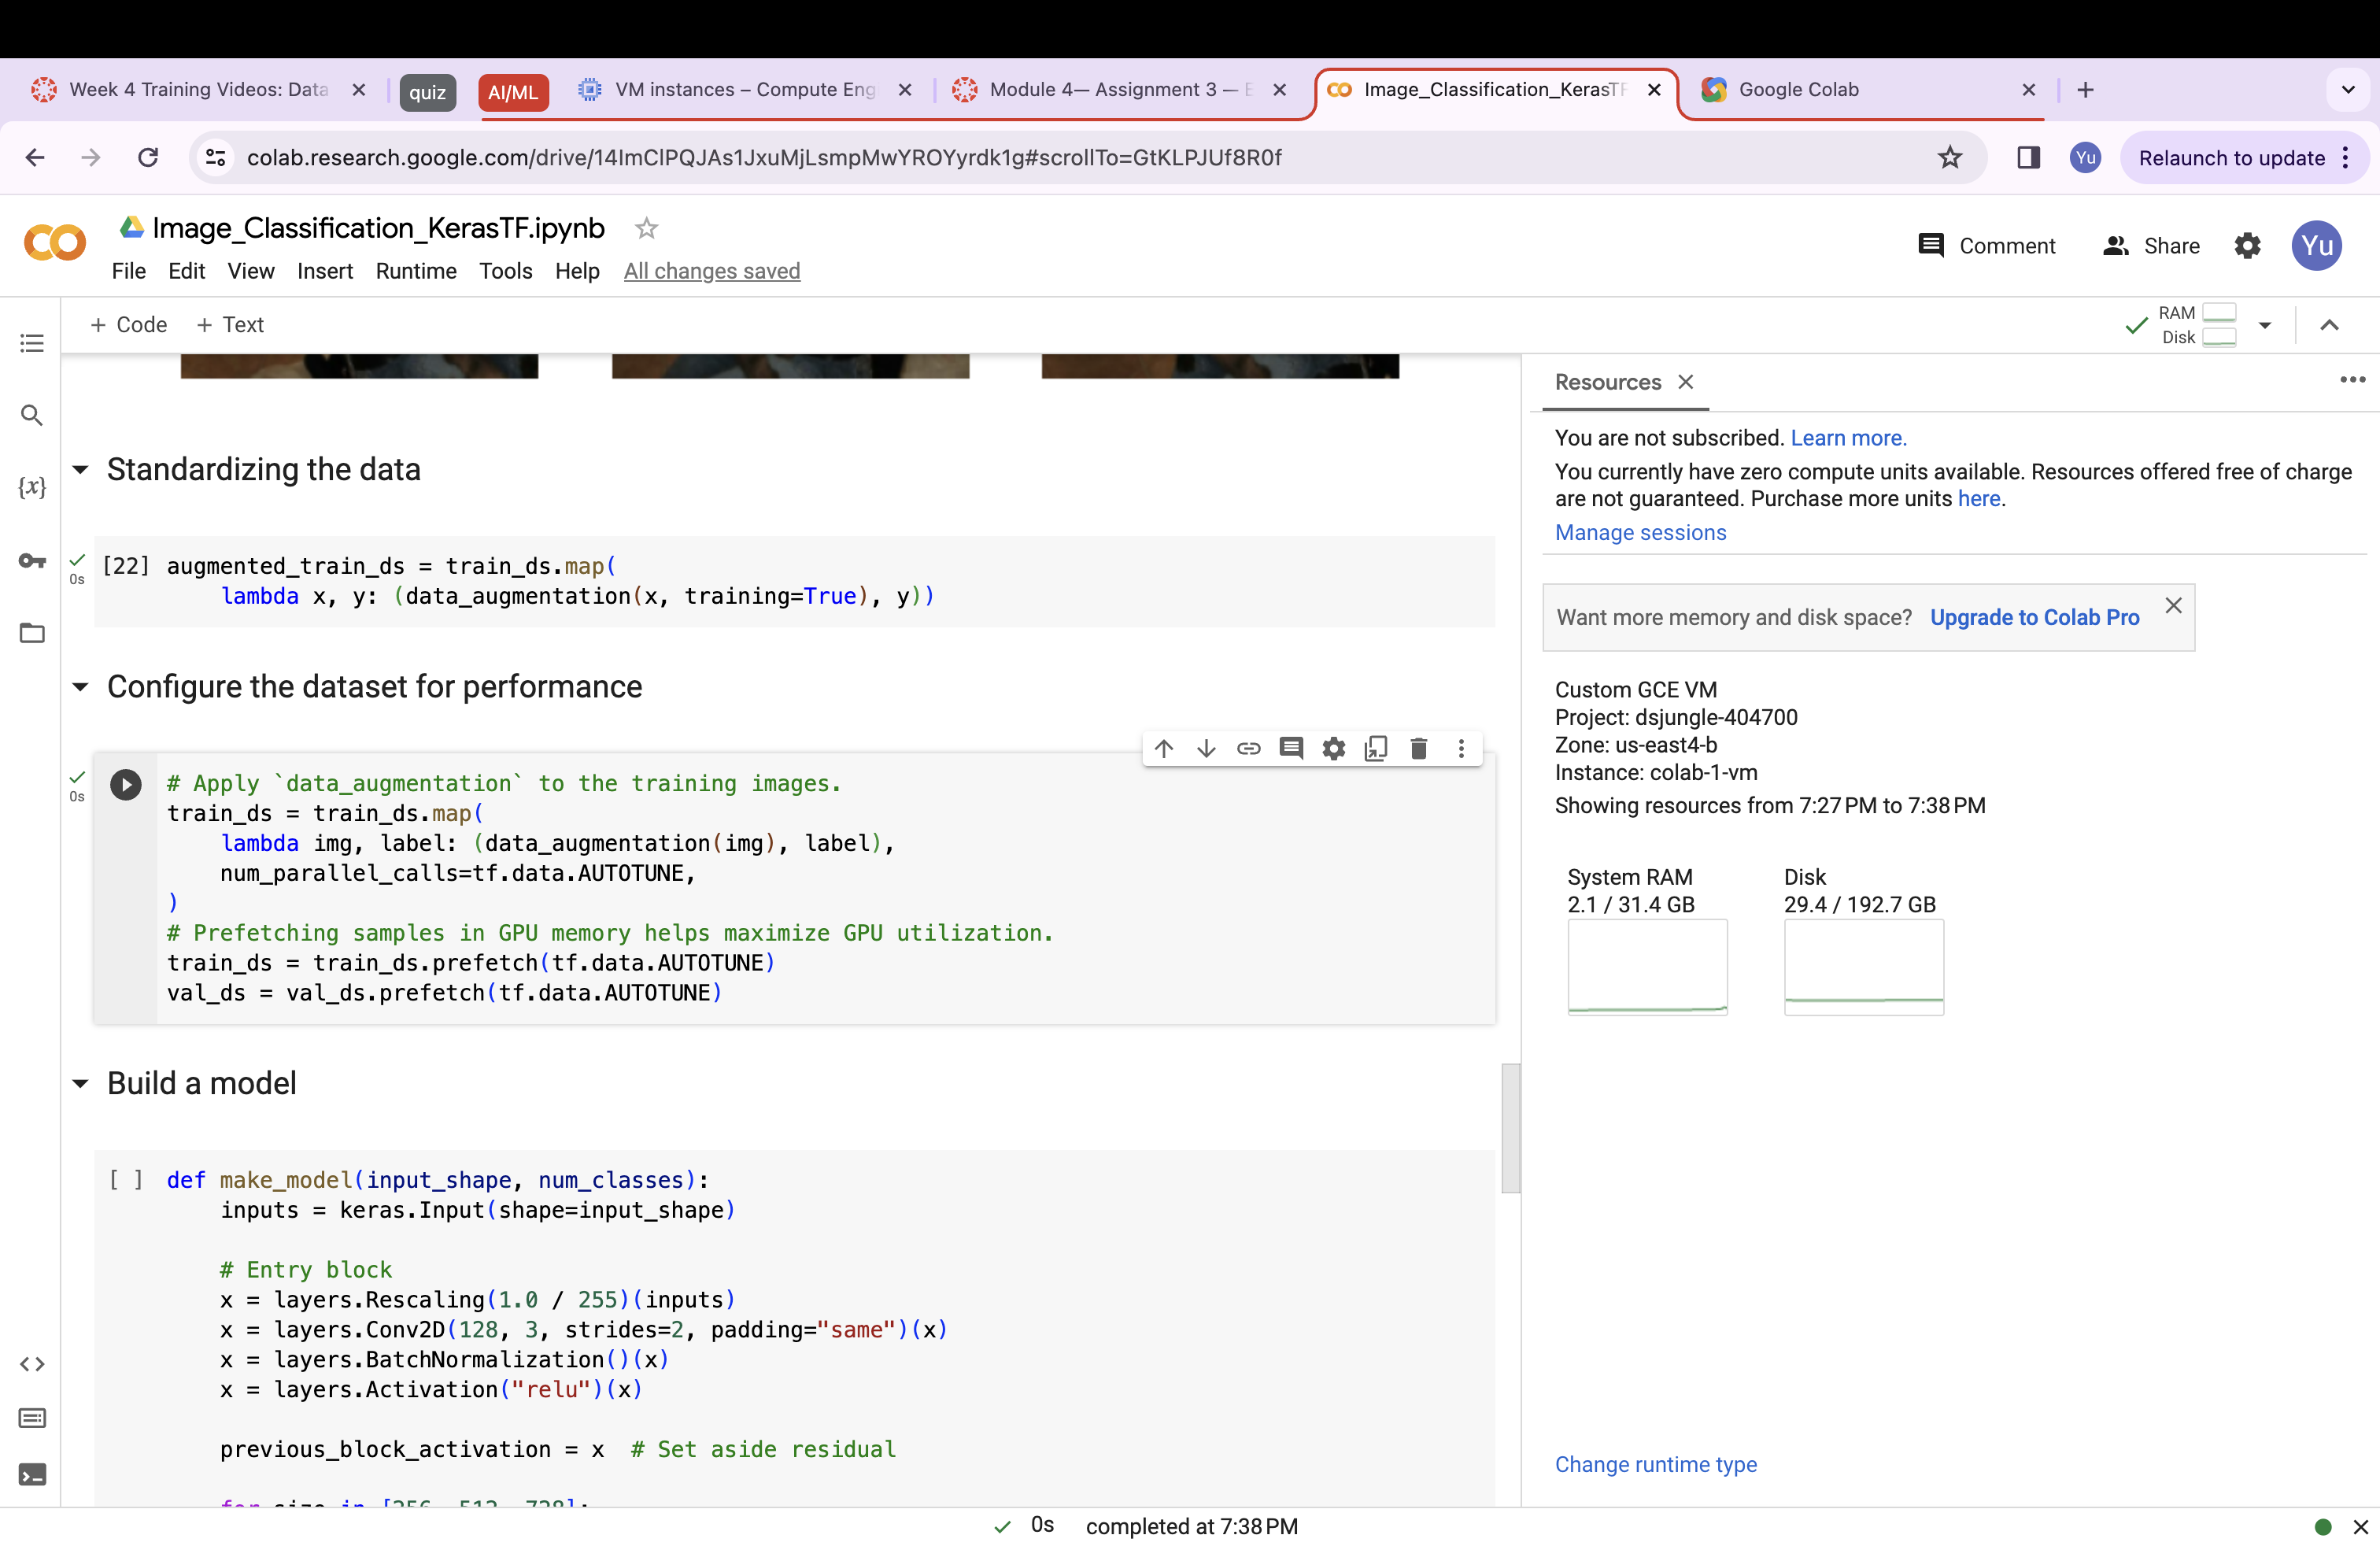 Week 4 Training Videos: Data
quiz
AI/ML
VM instances – Compute Eng
Module 4— Assignment 3 — E
Image_Classification_KerasTF
Google Colab
colab.research.google.com/drive/14ImClPQJAs1JxuMjLsmpMwYROYyrdk1g#scrollTo=GtKLPJUf8R0f
Yu
Relaunch to update
Image_Classification_KerasTF.ipynb
File Edit View Insert Runtime Tools Help All changes saved
Comment
Share
Yu
+ Code + Text
RAM
Disk
Standardizing the data
0s
[22] augmented_train_ds = train_ds.map(
lambda x, y: (data_augmentation(x, training=True), y))
Configure the dataset for performance
0s
# Apply `data_augmentation` to the training images.
train_ds = train_ds.map(
lambda img, label: (data_augmentation(img), label),
num_parallel_calls=tf.data.AUTOTUNE,
)
# Prefetching samples in GPU memory helps maximize GPU utilization.
train_ds = train_ds.prefetch(tf.data.AUTOTUNE)
val_ds = val_ds.prefetch(tf.data.AUTOTUNE)
Build a model
[ ] def make_model(input_shape, num_classes):
inputs = keras.Input(shape=input_shape)
# Entry block
x = layers.Rescaling(1.0 / 255)(inputs)
x = layers.Conv2D(128, 3, strides=2, padding="same")(x)
x = layers.BatchNormalization()(x)
x = layers.Activation("relu")(x)
previous_block_activation = x # Set aside residual
for size in [256, 512, 728]:
Resources
You are not subscribed. Learn more.
You currently have zero compute units available. Resources offered free of charge
are not guaranteed. Purchase more units here.
Manage sessions
Want more memory and disk space? Upgrade to Colab Pro
Custom GCE VM
Project: dsjungle-404700
Zone: us-east4-b
Instance: colab-1-vm
Showing resources from 7:27 PM to 7:38 PM
System RAM
2.1 / 31.4 GB
Disk
29.4 / 192.7 GB
Change runtime type
0s completed at 7:38 PM